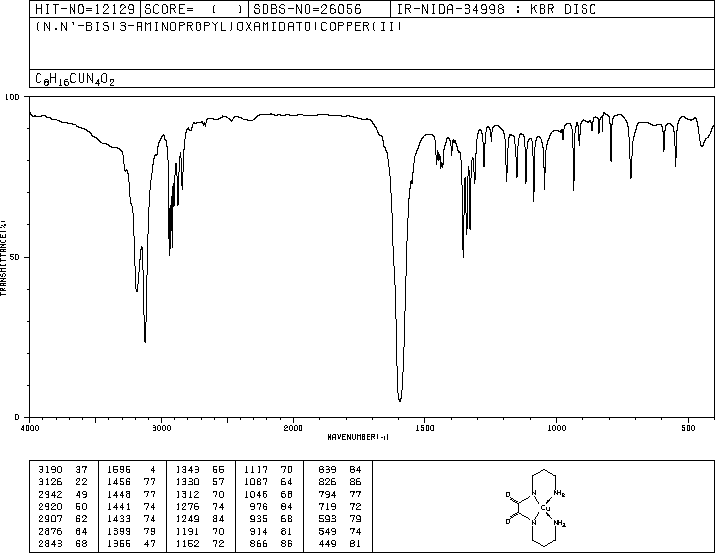 HIT-NO=12129 SCORE= ( ) SDBS-NO=26056 IR-NIDA-34998 : KBR DISC
(N,N'-BIS(3-AMINOPROPYL)OXAMIDATO)COPPER(II)
C8H16CUN4O2
100
50
0
TRANSMITTANCE(%)
4000 3000 2000 1500 1000 500
WAVENUMBER(-1)
3190 37 1596 4 1343 56 1117 70 839 84
3126 22 1456 77 1330 57 1087 64 826 86
2942 49 1448 77 1312 70 1046 68 794 77
2920 50 1441 74 1276 74 976 84 719 72
2907 62 1433 74 1249 84 935 68 593 79
2876 64 1399 79 1191 70 914 81 549 74
2843 68 1356 47 1152 72 866 86 449 81
O N NH2
Cu
O N NH2